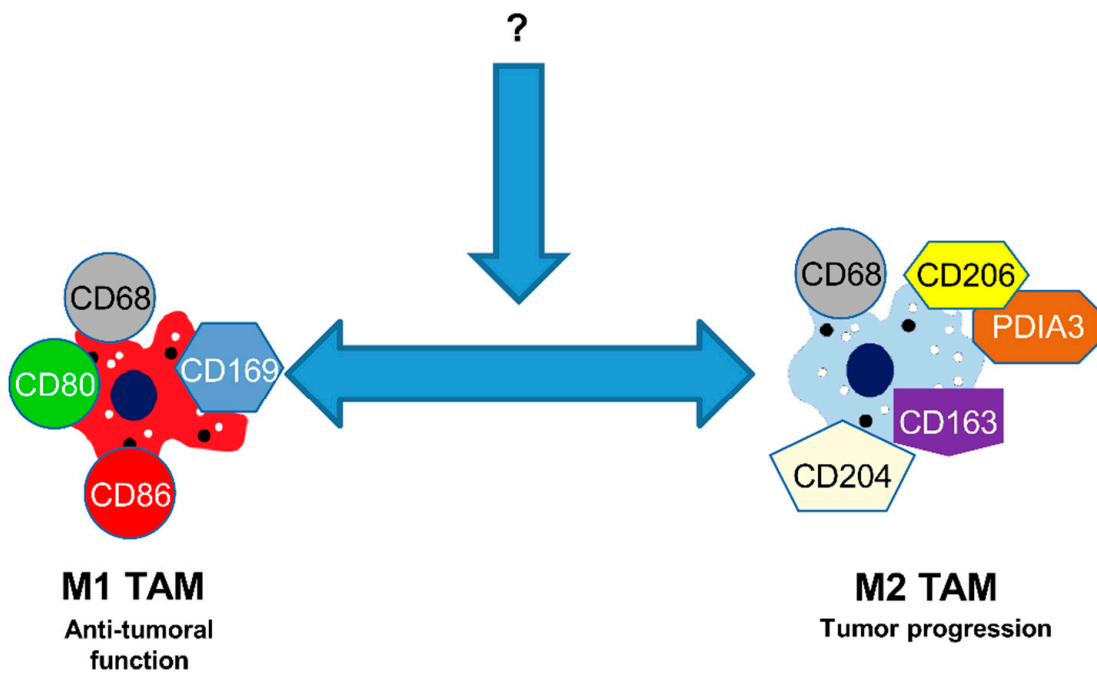 ?
CD68
CD80
CD169
CD86
M1 TAM
Anti-tumoral
function
CD68
CD206
PDIA3
CD163
CD204
M2 TAM
Tumor progression